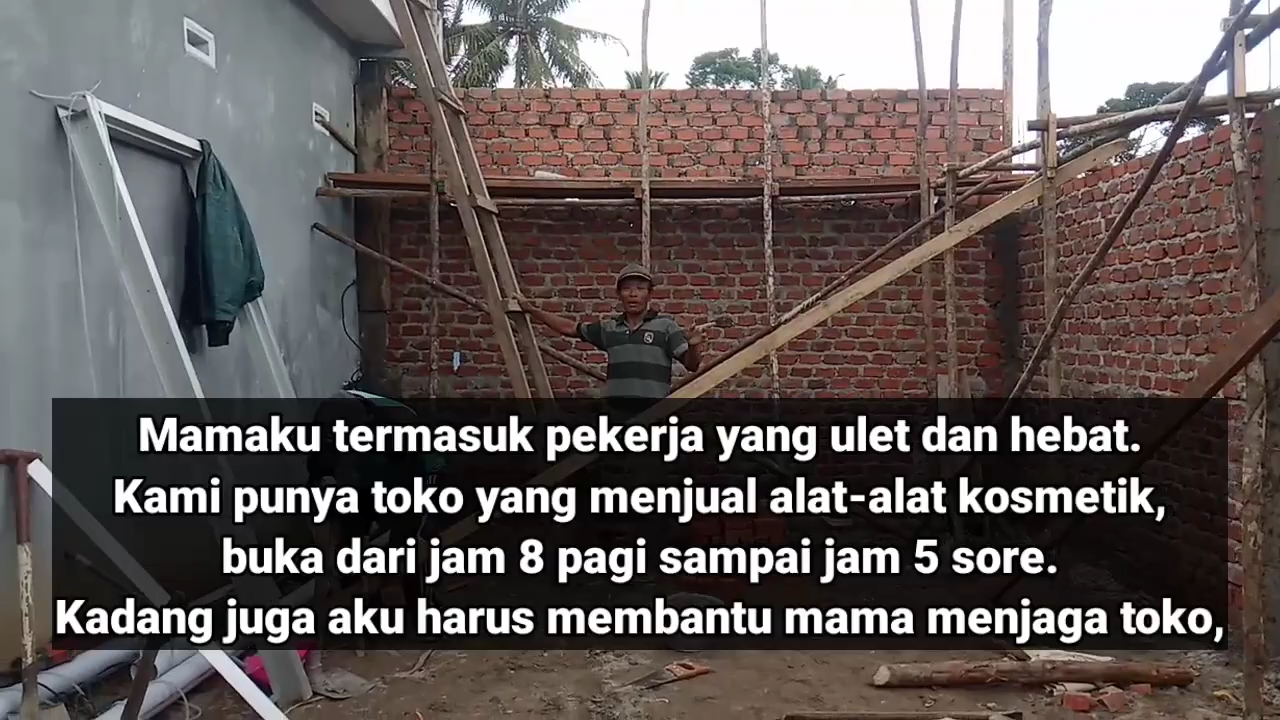 Mamaku termasuk pekerja yang ulet dan hebat.
Kami punya toko yang menjual alat-alat kosmetik,
buka dari jam 8 pagi sampai jam 5 sore.
Kadang juga aku harus membantu mama menjaga toko,